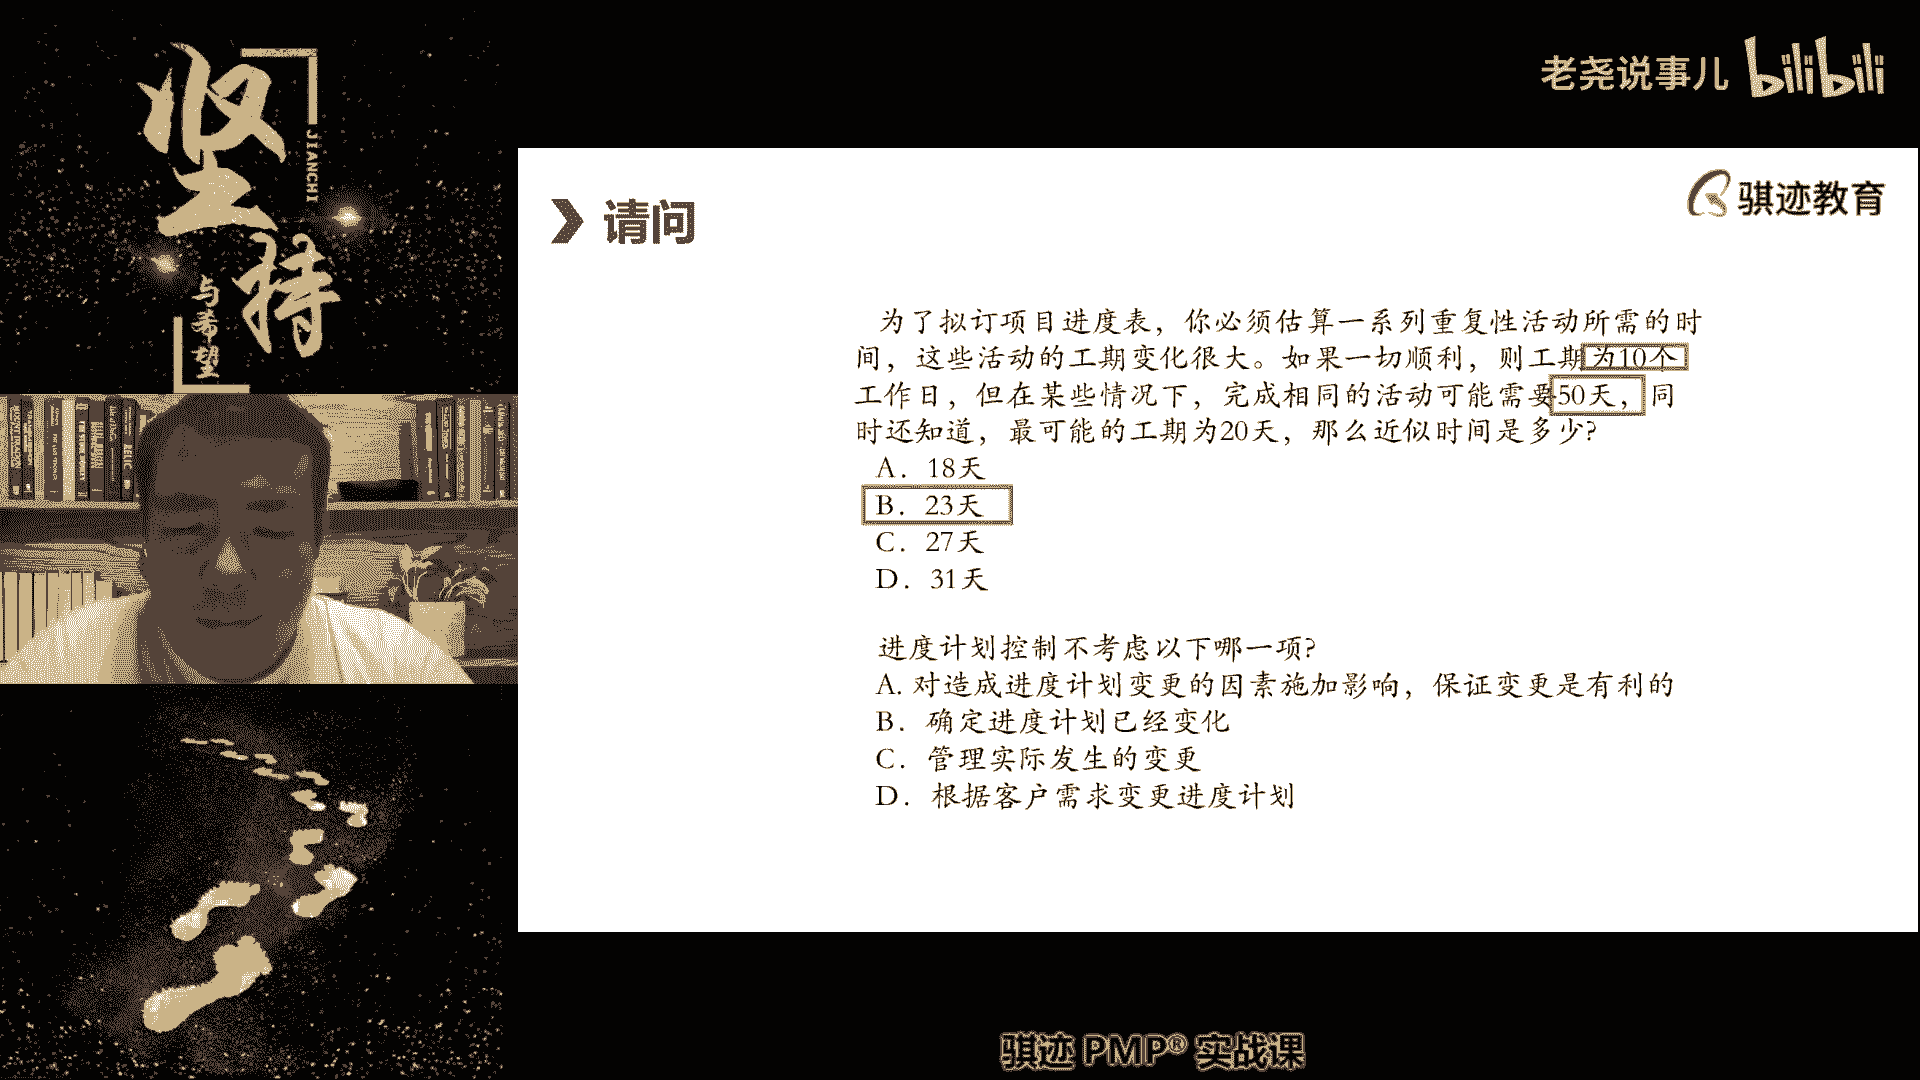 坚
持
JIANCHI
与希望
老尧说事儿 bilibili
骐迹教育
请问
为了拟订项目进度表，你必须估算一系列重复性活动所需的时
间，这些活动的工期变化很大。如果一切顺利，则工期为10个
工作日，但在某些情况下，完成相同的活动可能需要50天，同
时还知道，最可能的工期为20天，那么近似时间是多少?
A. 18天
B. 23天
C. 27天
D. 31天
进度计划控制不考虑以下哪一项?
A. 对造成进度计划变更的因素施加影响，保证变更是有利的
B. 确定进度计划已经变化
C. 管理实际发生的变更
D. 根据客户需求变更进度计划
骐迹 PMP® 实战课